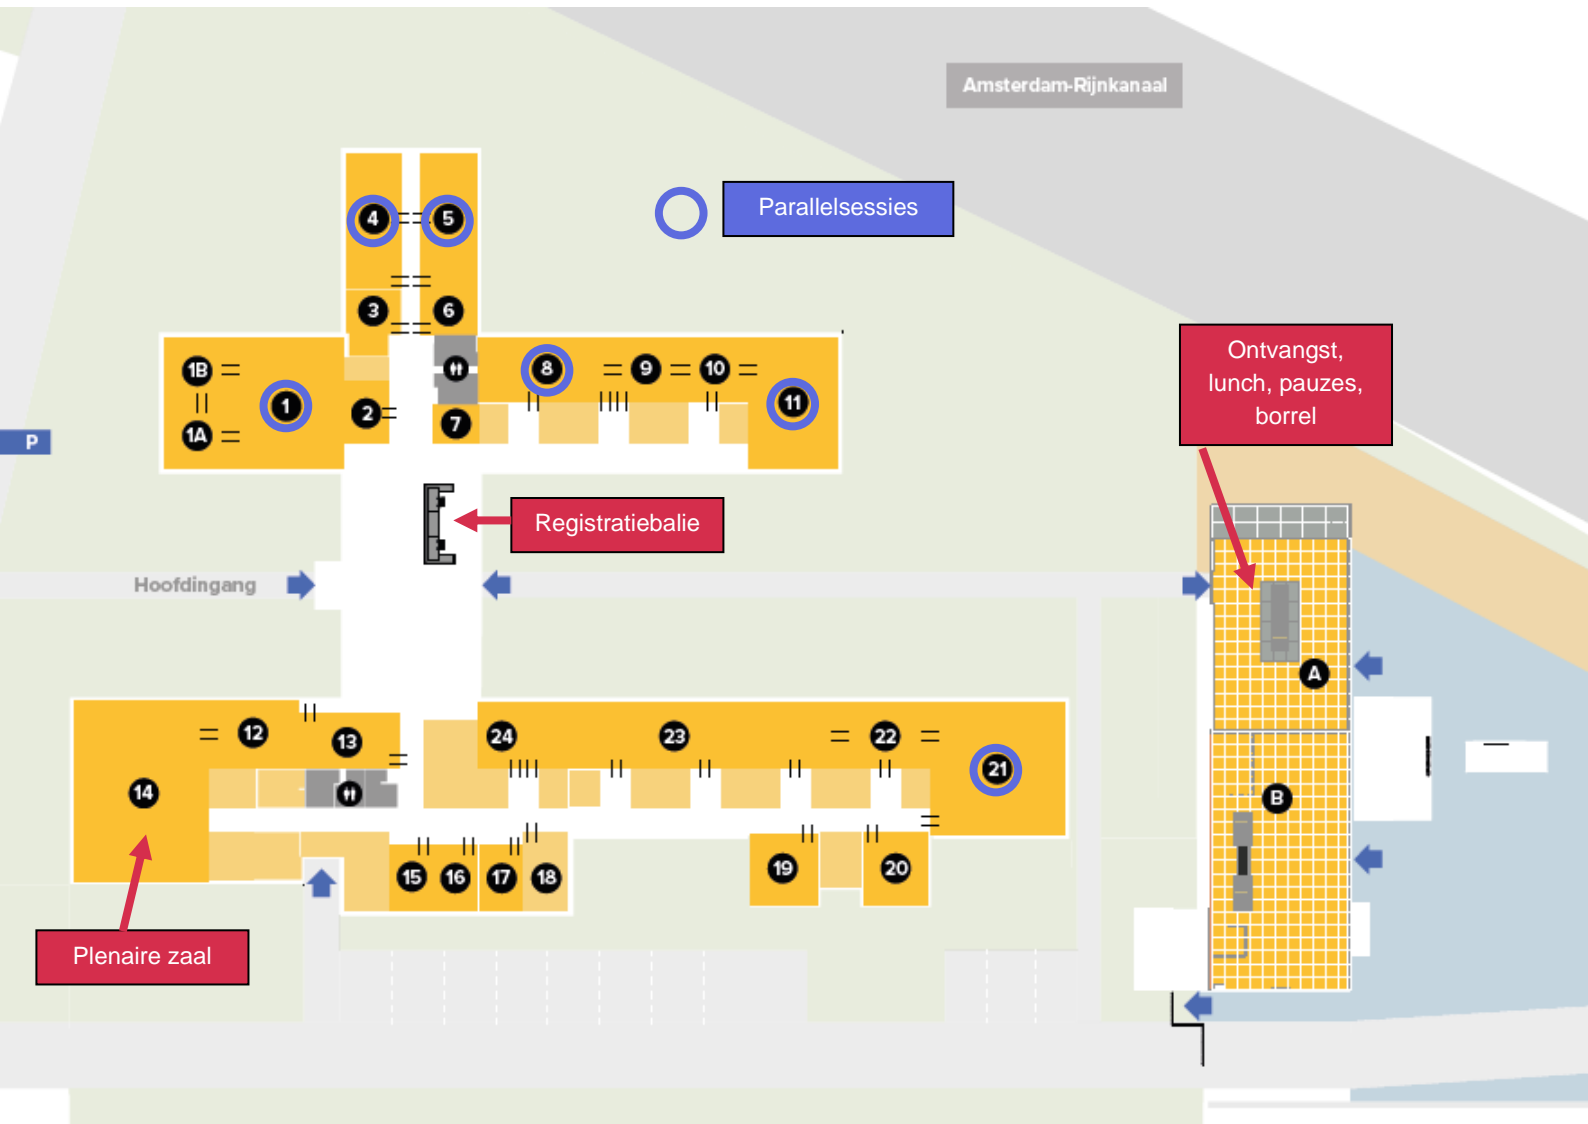 Amsterdam-Rijnkanaal
Parallelsessies
4
5
3
6
1B
1
1A
2
7
8
9
10
11
P
Ontvangst,
lunch, pauzes,
borrel
Registratiebalie
Hoofdingang
A
B
12
13
14
24
23
22
21
15
16
17
18
19
20
Plenaire zaal